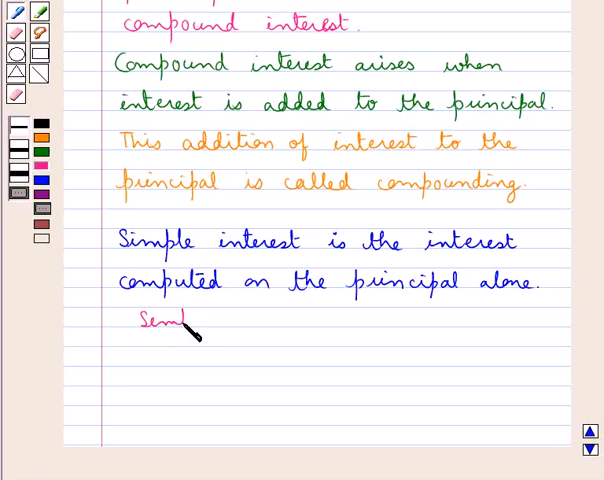 compound interest.
Compound interest arises when
interest is added to the principal.
This addition of interest to the
principal is called compounding.
Simple interest is the interest
computed on the principal alone.